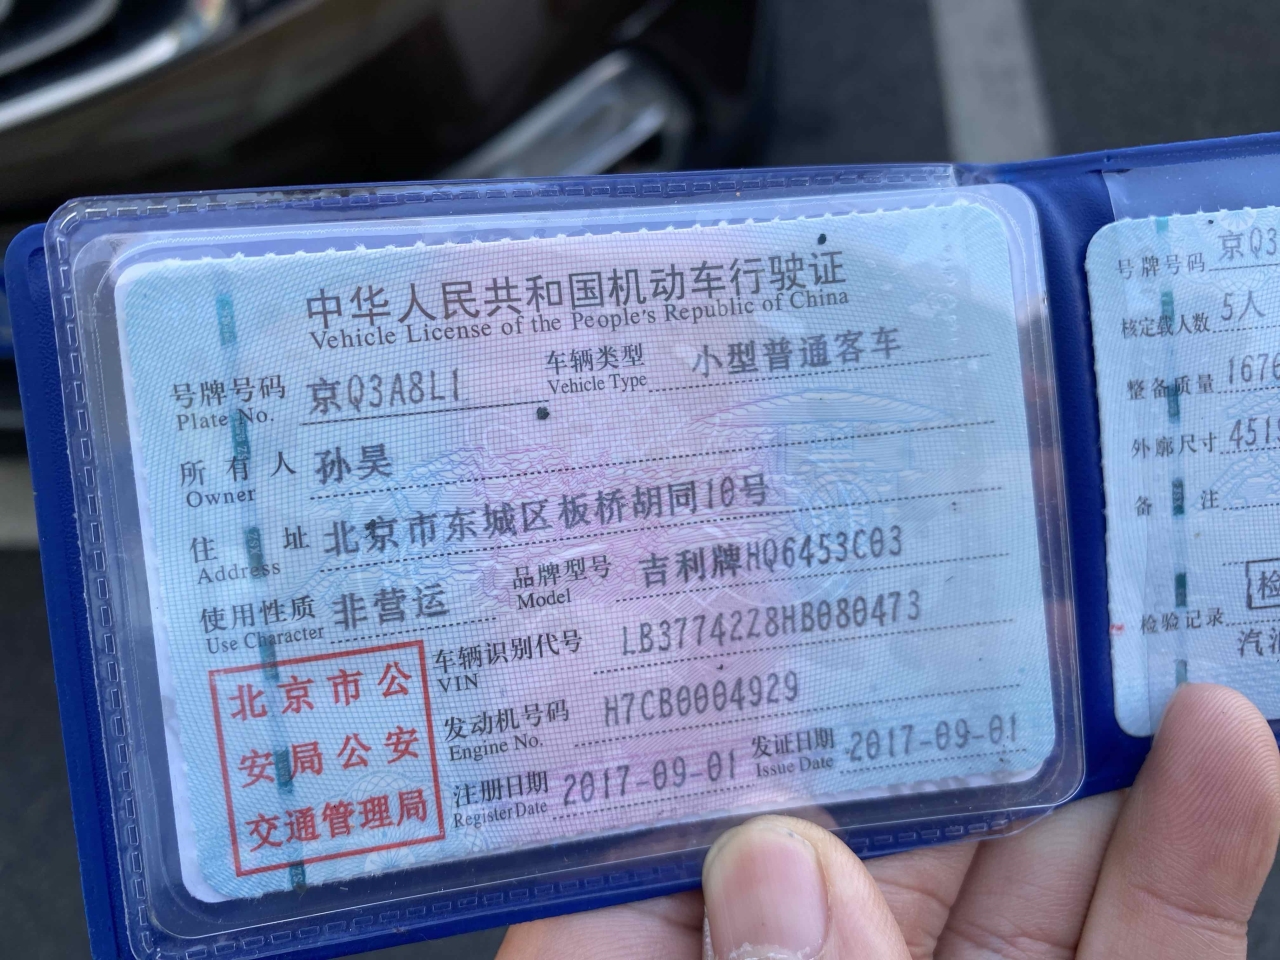 中华人民共和国机动车行驶证
Vehicle License of the People's Republic of China
号牌号码 京Q3A8L1 车辆类型 小型普通客车
Plate No. Vehicle Type
所有人 孙昊
Owner
住址 北京市东城区板桥胡同10号
Address
使用性质 非营运 品牌型号 吉利牌HQ6453C03
Use Character Model
车辆识别代号 LB37742Z8HB080473
VIN
发动机号码 H7CB0004929
Engine No.
注册日期 2017-09-01 发证日期 2017-09-01
Register Date Issue Date
北京市公
安局公安
交通管理局
号牌号码 京Q3
核定载人数 5人
整备质量 1676
外廓尺寸 451
备注
检
检验记录
汽油